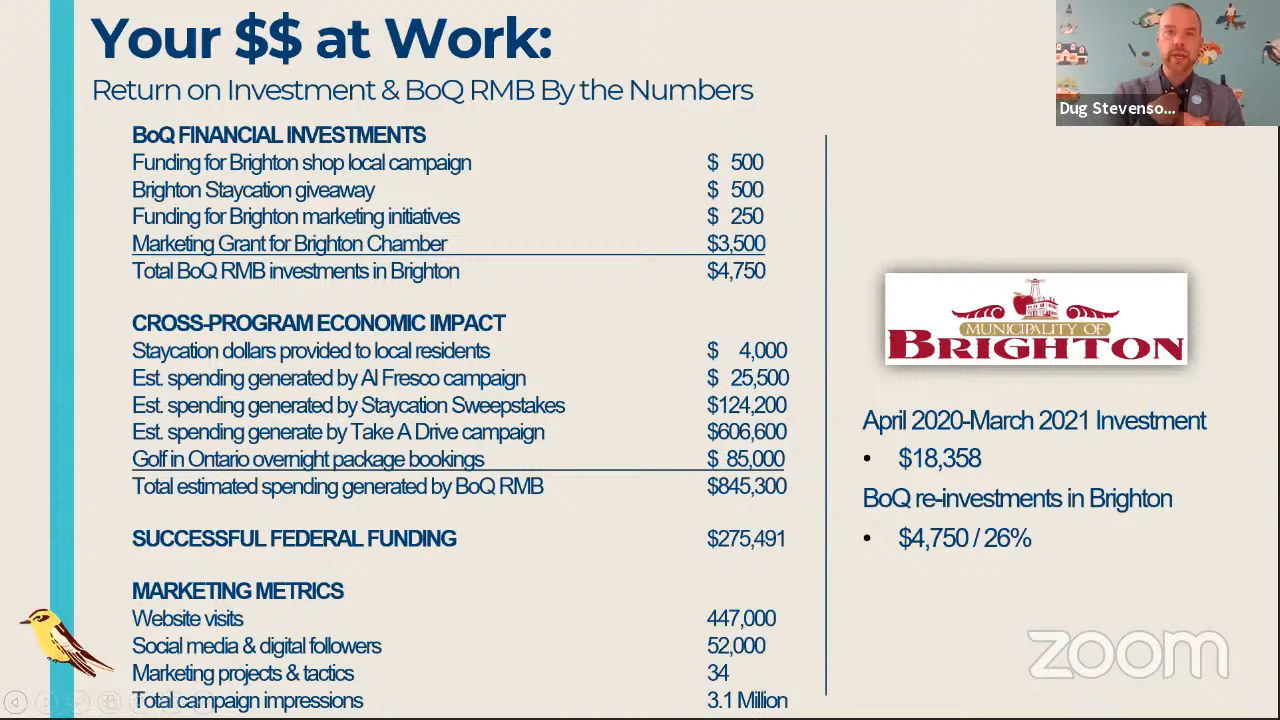 Your $$ at Work:
Return on Investment & BoQ RMB By the Numbers
Dug Stevenso...
BoQ FINANCIAL INVESTMENTS
Funding for Brighton shop local campaign $ 500
Brighton Staycation giveaway $ 500
Funding for Brighton marketing initiatives $ 250
Marketing Grant for Brighton Chamber $3,500
Total BoQ RMB investments in Brighton $4,750
CROSS-PROGRAM ECONOMIC IMPACT
Staycation dollars provided to local residents $ 4,000
Est. spending generated by Al Fresco campaign $ 25,500
Est. spending generated by Staycation Sweepstakes $124,200
Est. spending generate by Take A Drive campaign $606,600
Golf in Ontario overnight package bookings $ 85,000
Total estimated spending generated by BoQ RMB $845,300
SUCCESSFUL FEDERAL FUNDING $275,491
MARKETING METRICS
Website visits 447,000
Social media & digital followers 52,000
Marketing projects & tactics 34
Total campaign impressions 3.1 Million
MUNICIPALITY OF
BRIGHTON
April 2020-March 2021 Investment
• $18,358
BoQ re-investments in Brighton
• $4,750 / 26%
zoom